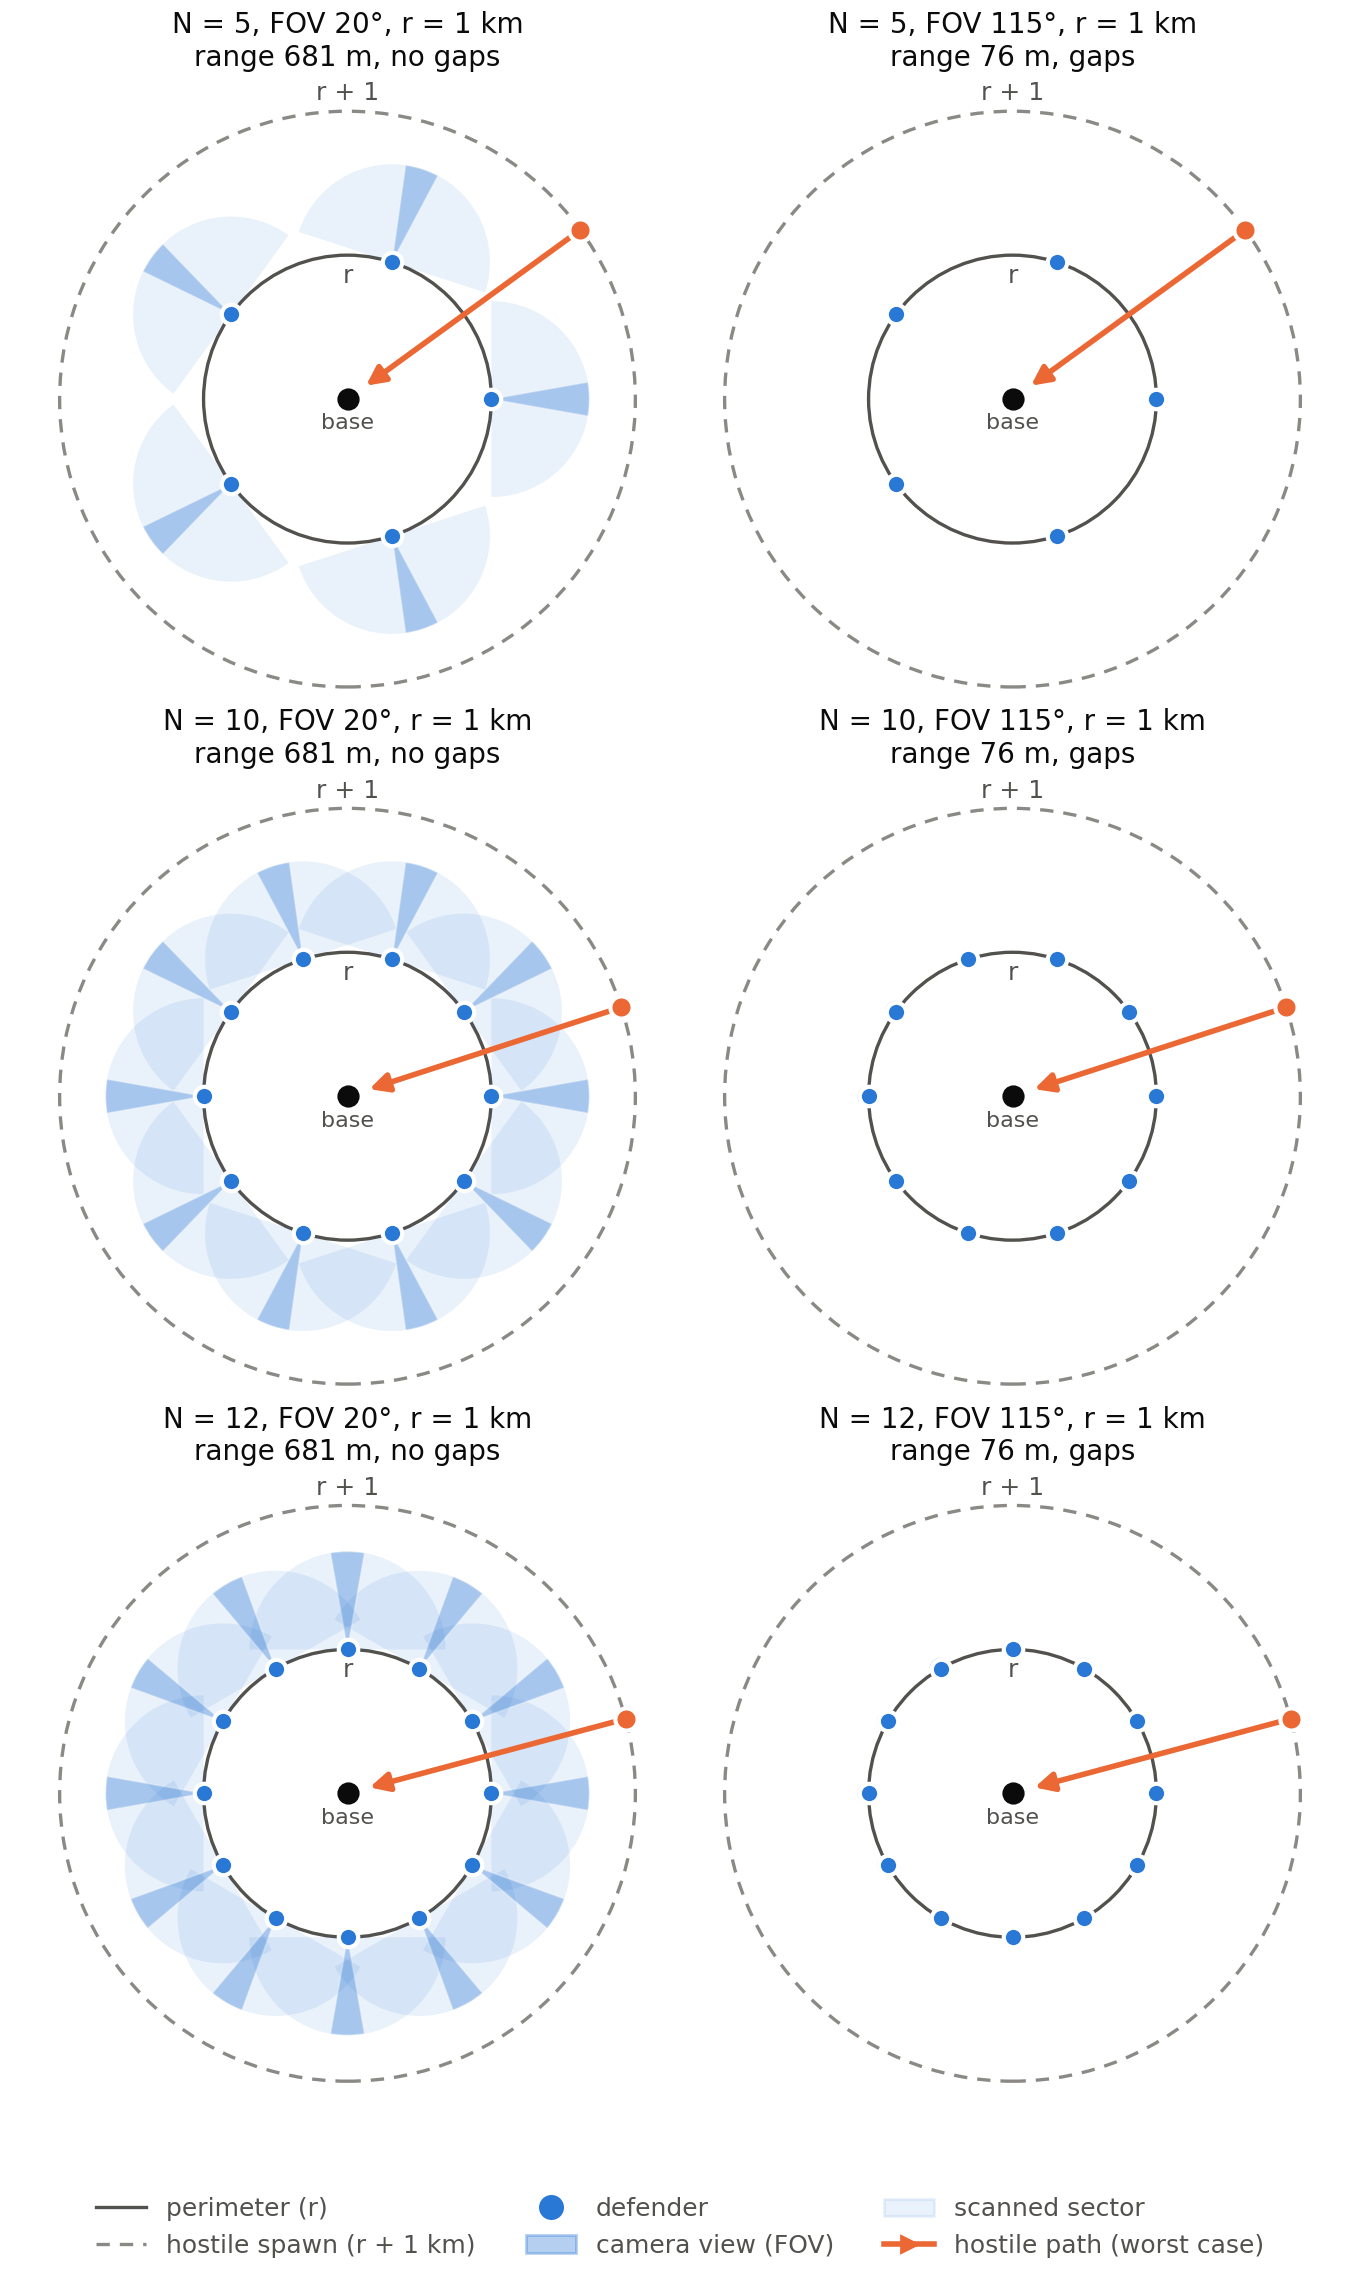 N = 5, FOV 20°, r = 1 km
range 681 m, no gaps
r + 1
r
base
N = 5, FOV 115°, r = 1 km
range 76 m, gaps
r + 1
r
base
N = 10, FOV 20°, r = 1 km
range 681 m, no gaps
r + 1
r
base
N = 10, FOV 115°, r = 1 km
range 76 m, gaps
r + 1
r
base
N = 12, FOV 20°, r = 1 km
range 681 m, no gaps
r + 1
r
base
N = 12, FOV 115°, r = 1 km
range 76 m, gaps
r + 1
r
base
perimeter (r)
hostile spawn (r + 1 km)
defender
camera view (FOV)
scanned sector
hostile path (worst case)